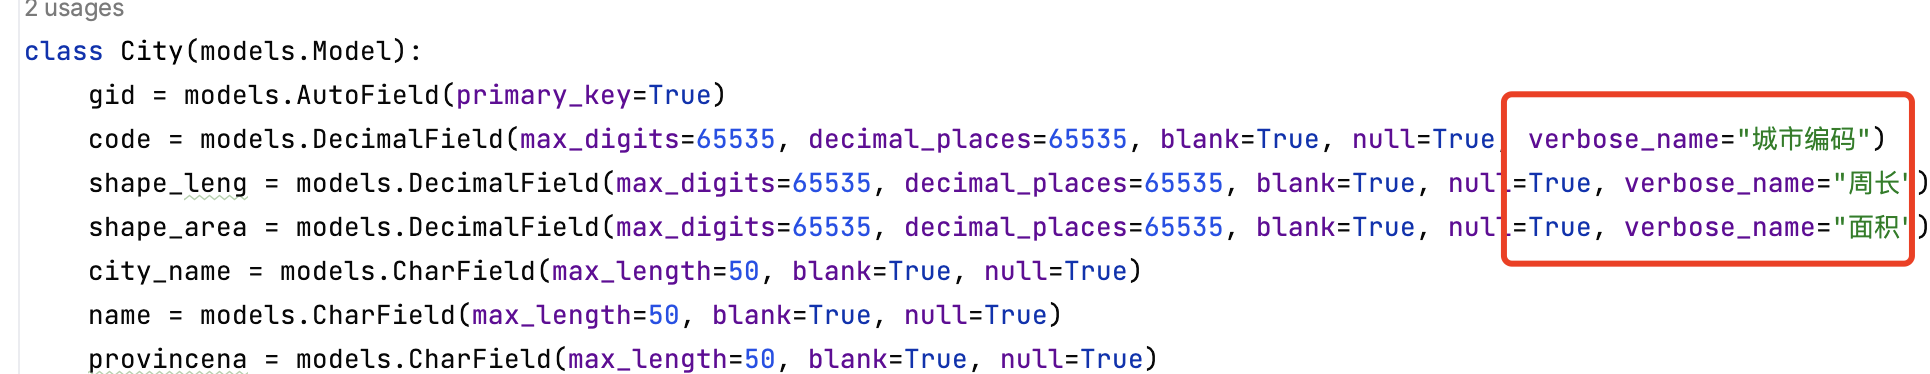 2 usages
class City(models.Model):
gid = models.AutoField(primary_key=True)
code = models.DecimalField(max_digits=65535, decimal_places=65535, blank=True, null=True, verbose_name="城市编码")
shape_leng = models.DecimalField(max_digits=65535, decimal_places=65535, blank=True, null=True, verbose_name="周长")
shape_area = models.DecimalField(max_digits=65535, decimal_places=65535, blank=True, null=True, verbose_name="面积")
city_name = models.CharField(max_length=50, blank=True, null=True)
name = models.CharField(max_length=50, blank=True, null=True)
provincena = models.CharField(max_length=50, blank=True, null=True)